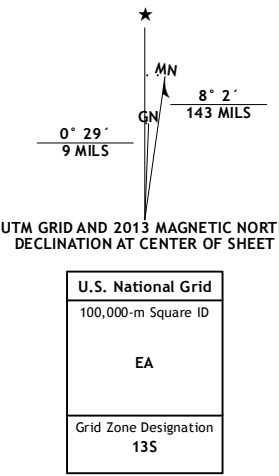 ★
MN
GN
8° 2´
143 MILS
0° 29´
9 MILS
UTM GRID AND 2013 MAGNETIC NORTH
DECLINATION AT CENTER OF SHEET
U.S. National Grid
100,000-m Square ID
EA
Grid Zone Designation
13S